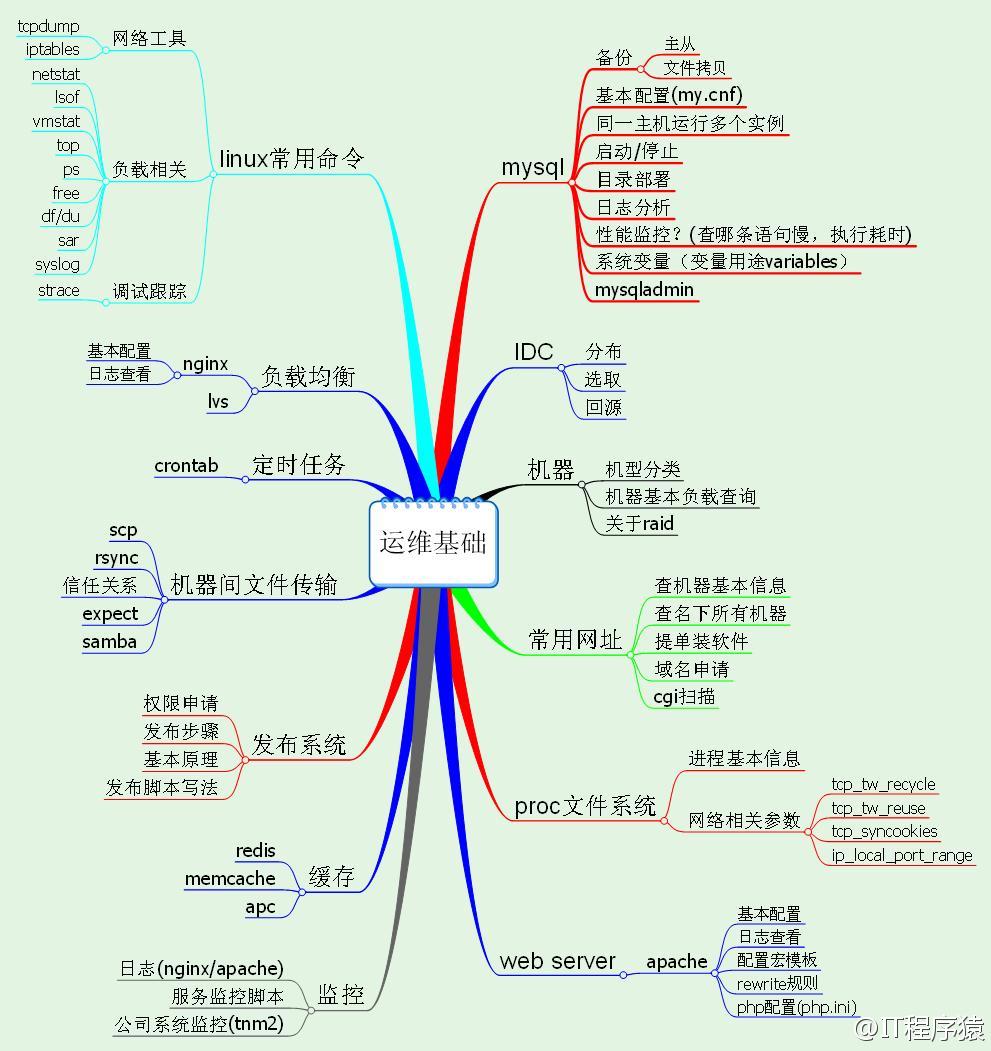 运维基础
linux常用命令
网络工具
tcpdump
iptables
负载相关
netstat
lsof
vmstat
top
ps
free
df/du
sar
syslog
调试跟踪
strace
负载均衡
nginx
基本配置
日志查看
lvs
定时任务
crontab
机器间文件传输
scp
rsync
信任关系
expect
samba
发布系统
权限申请
发布步骤
基本原理
发布脚本写法
缓存
redis
memcache
apc
监控
日志(nginx/apache)
服务监控脚本
公司系统监控(tnm2)
mysql
备份
主从
文件拷贝
基本配置(my.cnf)
同一主机运行多个实例
启动/停止
目录部署
日志分析
性能监控？(查哪条语句慢，执行耗时)
系统变量（变量用途variables）
mysqladmin
IDC
分布
选取
回源
机器
机型分类
机器基本负载查询
关于raid
常用网址
查机器基本信息
查名下所有机器
提单装软件
域名申请
cgi扫描
proc文件系统
进程基本信息
网络相关参数
tcp_tw_recycle
tcp_tw_reuse
tcp_syncookies
ip_local_port_range
web server
apache
基本配置
日志查看
配置宏模板
rewrite规则
php配置(php.ini)
@IT程序猿